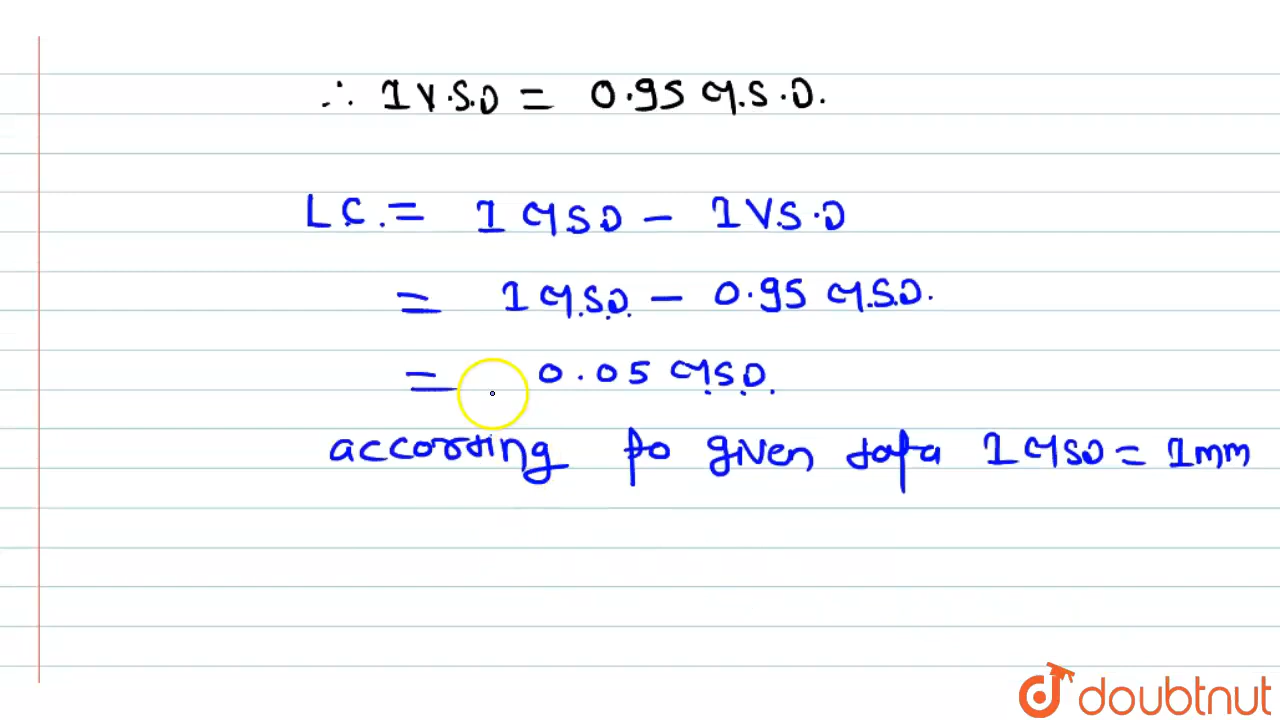 ∴ 1 V.S.D = 0.95 M.S.D.
L.C. = 1 MSD - 1 V.S.D
= 1 M.S.D. - 0.95 M.S.D.
= 0.05 M.S.D.
according to given data 1 MSD = 1mm
doubtnut